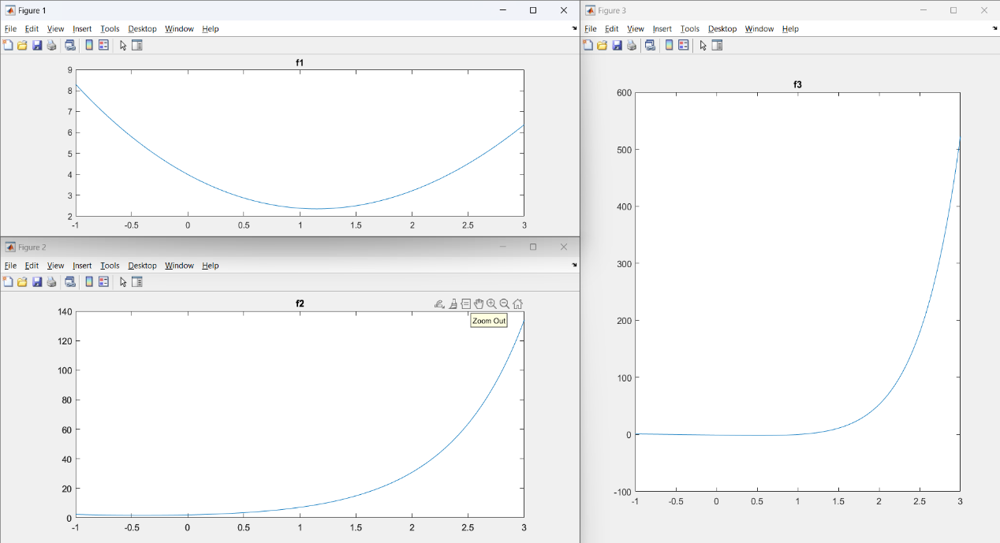 Figure 1
File Edit View Insert Tools Desktop Window Help
f1
9
8
7
6
5
4
3
2
-1 -0.5 0 0.5 1 1.5 2 2.5 3
Figure 2
File Edit View Insert Tools Desktop Window Help
f2
Zoom Out
140
120
100
80
60
40
20
0
-1 -0.5 0 0.5 1 1.5 2 2.5 3
Figure 3
File Edit View Insert Tools Desktop Window Help
f3
600
500
400
300
200
100
0
-100
-1 -0.5 0 0.5 1 1.5 2 2.5 3